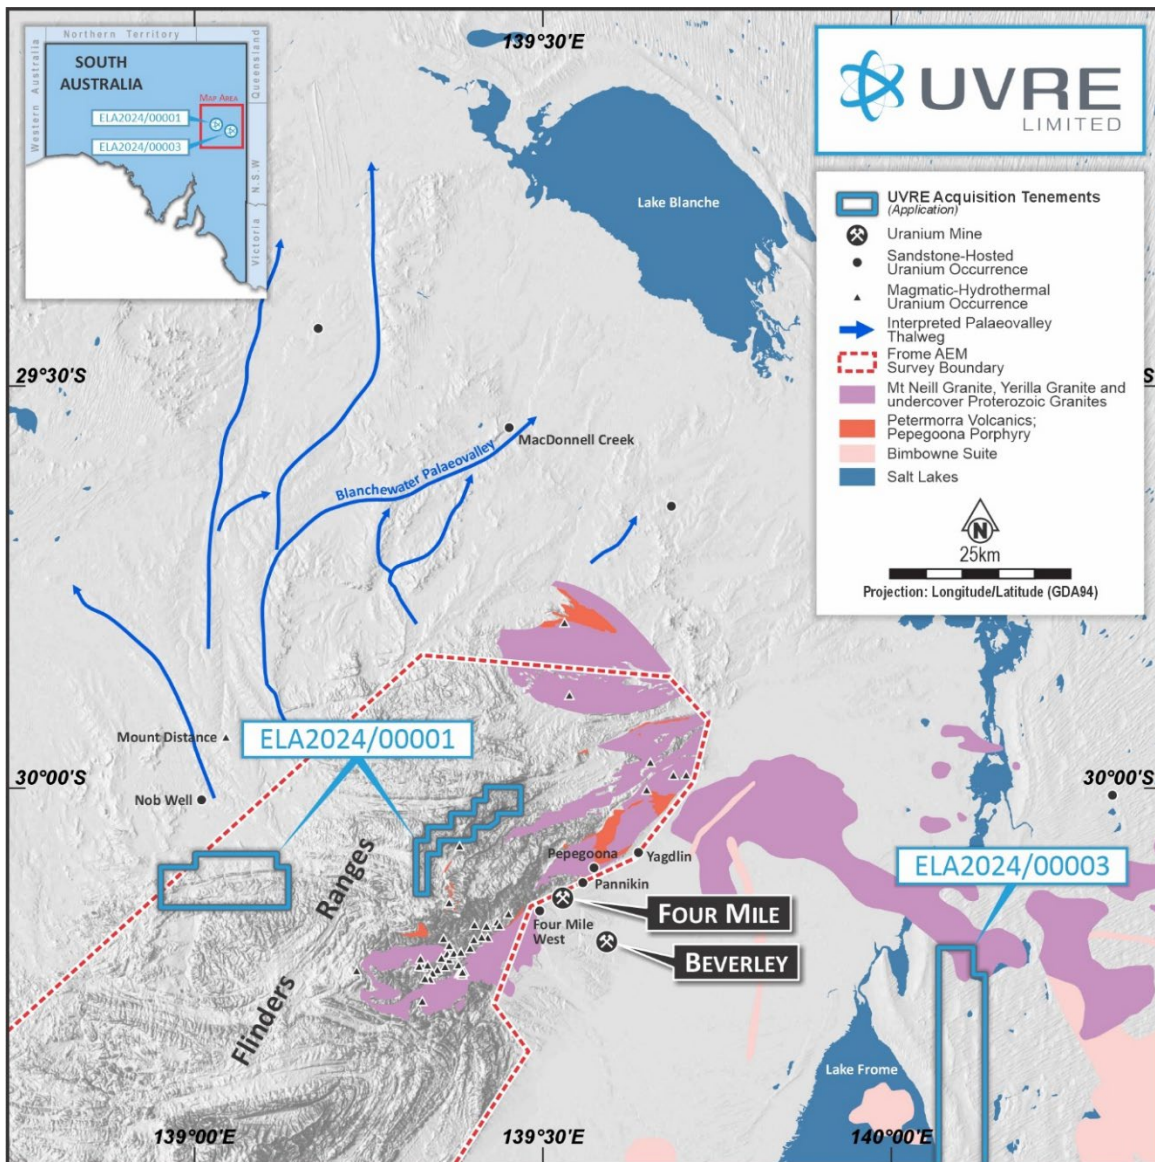 Northern Territory
Western Australia
SOUTH
AUSTRALIA
Queensland
MAP AREA
ELA2024/00001
ELA2024/00003
N.S.W
Victoria
139°30'E
UVRE
LIMITED
Lake Blanche
UVRE Acquisition Tenements
(Application)
Uranium Mine
Sandstone-Hosted
Uranium Occurrence
Magmatic-Hydrothermal
Uranium Occurrence
Interpreted Palaeovalley
Thalweg
Frome AEM
Survey Boundary
Mt Neill Granite, Yerilla Granite and
undercover Proterozoic Granites
Petermorra Volcanics;
Pepegoona Porphyry
Bimbowne Suite
Salt Lakes
N
25km
Projection: Longitude/Latitude (GDA94)
29°30'S
S
MacDonnell Creek
Blanchewater Palaeovalley
Mount Distance
ELA2024/00001
30°00'S
30°00'S
Nob Well
Pepegoona
Yagdlin
Pannikin
ELA2024/00003
FOUR MILE
Four Mile
West
BEVERLEY
Flinders Ranges
Lake Frome
139°00'E
139°30'E
140°00'E